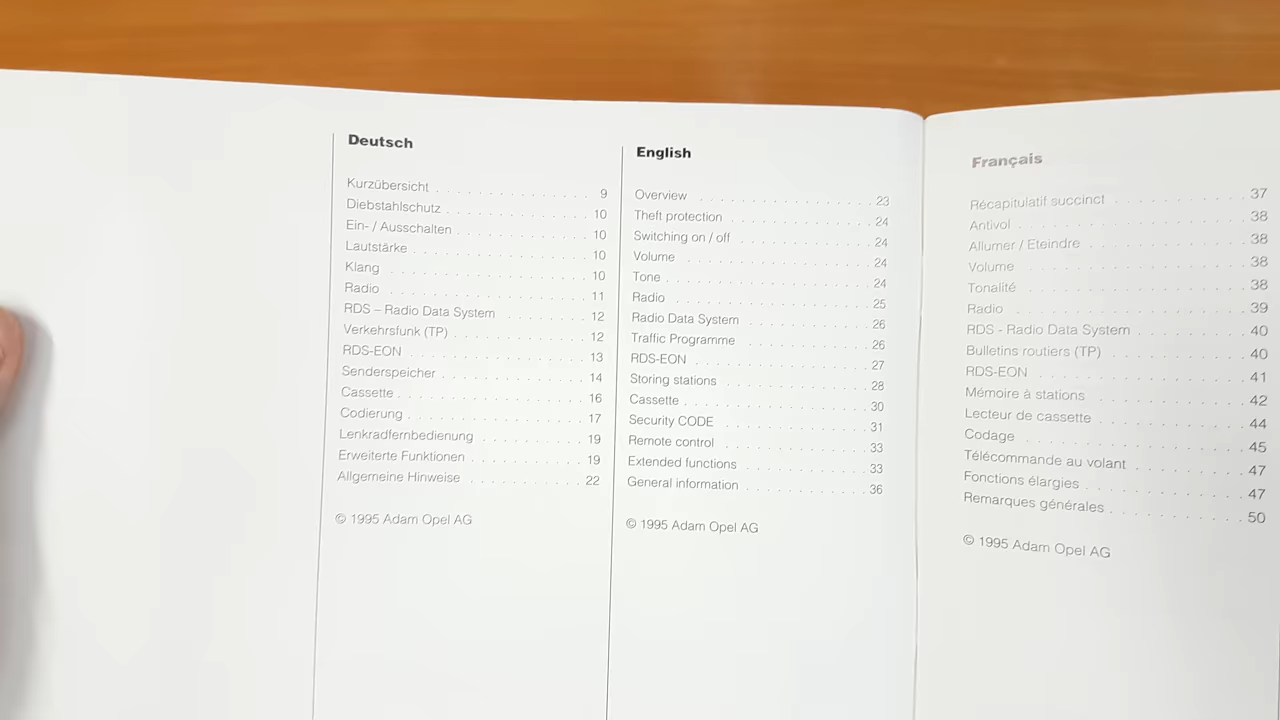 Deutsch
Kurzübersicht . . . . . . . . . . . . . . 9
Diebstahlschutz . . . . . . . . . . . . . 10
Ein- / Ausschalten . . . . . . . . . . . . 10
Lautstärke . . . . . . . . . . . . . . . . 10
Klang . . . . . . . . . . . . . . . . . . 10
Radio . . . . . . . . . . . . . . . . . . 11
RDS – Radio Data System . . . . . . . . 12
Verkehrsfunk (TP) . . . . . . . . . . . . 12
RDS-EON . . . . . . . . . . . . . . . . 13
Senderspeicher . . . . . . . . . . . . . 14
Cassette . . . . . . . . . . . . . . . . . 16
Codierung . . . . . . . . . . . . . . . . 17
Lenkradfernbedienung . . . . . . . . . 19
Erweiterte Funktionen . . . . . . . . . . 19
Allgemeine Hinweise . . . . . . . . . . 22
© 1995 Adam Opel AG
English
Overview . . . . . . . . . . . . . . . . 23
Theft protection . . . . . . . . . . . . . 24
Switching on / off . . . . . . . . . . . . 24
Volume . . . . . . . . . . . . . . . . . 24
Tone . . . . . . . . . . . . . . . . . . 24
Radio . . . . . . . . . . . . . . . . . . 25
Radio Data System . . . . . . . . . . . 26
Traffic Programme . . . . . . . . . . . 26
RDS-EON . . . . . . . . . . . . . . . . 27
Storing stations . . . . . . . . . . . . . 28
Cassette . . . . . . . . . . . . . . . . . 30
Security CODE . . . . . . . . . . . . . 31
Remote control . . . . . . . . . . . . . 33
Extended functions . . . . . . . . . . . 33
General information . . . . . . . . . . . 36
© 1995 Adam Opel AG
Français
Récapitulatif succinct . . . . . . . . . . 37
Antivol . . . . . . . . . . . . . . . . . 38
Allumer / Eteindre . . . . . . . . . . . . 38
Volume . . . . . . . . . . . . . . . . . 38
Tonalité . . . . . . . . . . . . . . . . . 38
Radio . . . . . . . . . . . . . . . . . . 39
RDS - Radio Data System . . . . . . . . 40
Bulletins routiers (TP) . . . . . . . . . . 40
RDS-EON . . . . . . . . . . . . . . . . 41
Mémoire à stations . . . . . . . . . . . 42
Lecteur de cassette . . . . . . . . . . . 44
Codage . . . . . . . . . . . . . . . . . 45
Télécommande au volant . . . . . . . . 47
Fonctions élargies . . . . . . . . . . . . 47
Remarques générales . . . . . . . . . . 50
© 1995 Adam Opel AG